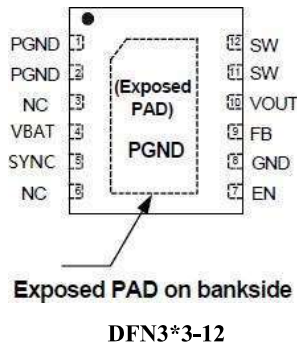 PGND 1 12 SW
PGND 2 11 SW
NC 3 (Exposed PAD) 10 VOUT
VBAT 4 PGND 9 FB
SYNC 5 8 GND
NC 6 7 EN
Exposed PAD on bankside
DFN3*3-12